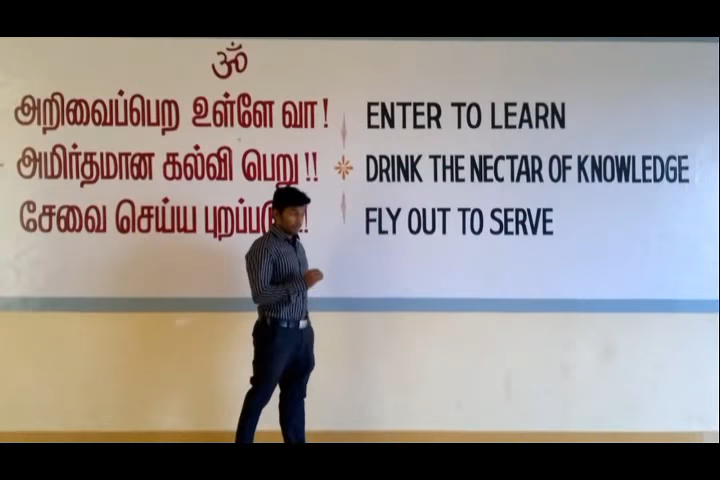 ॐ
அறிவைப்பெற உள்ளே வா!
அமிர்தமான கல்வி பெறு!!
சேவை செய்ய
ENTER TO LEARN
DRINK THE NECTAR OF KNOWLEDGE
FLY OUT TO SERVE